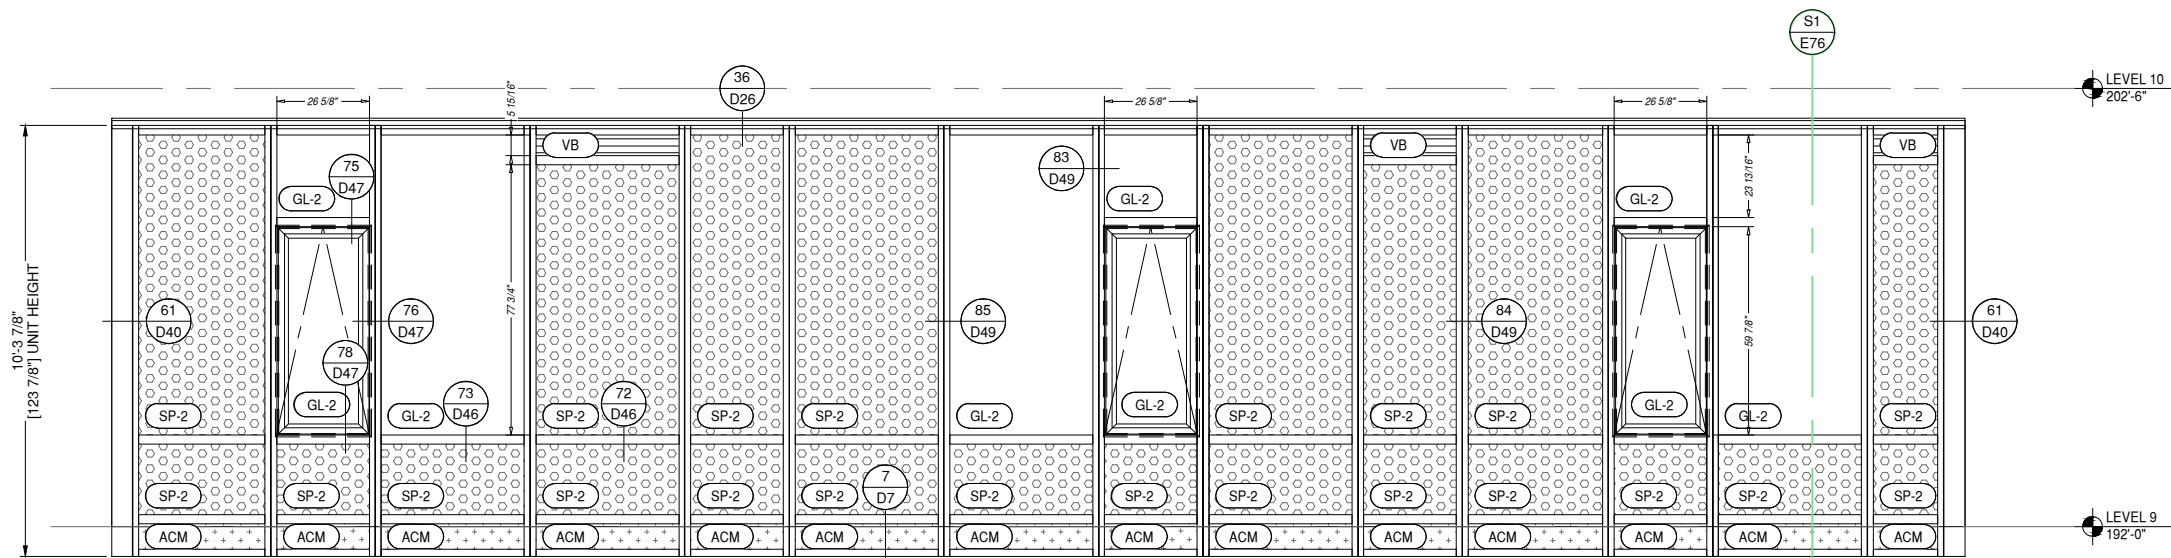 S1
E76
36
D26
LEVEL 10
202'-6"
26 5/8"
5 15/16"
26 5/8"
26 5/8"
VB
VB
VB
75
D47
83
D49
23 13/16"
GL-2
GL-2
GL-2
10'-3 7/8"
[123 7/8"] UNIT HEIGHT
77 3/4"
59 7/8"
61
D40
76
D47
85
D49
84
D49
61
D40
78
D47
73
D46
72
D46
GL-2
GL-2
GL-2
SP-2
GL-2
SP-2
SP-2
SP-2
GL-2
SP-2
SP-2
SP-2
GL-2
SP-2
7
D7
SP-2
SP-2
SP-2
SP-2
SP-2
SP-2
SP-2
SP-2
SP-2
SP-2
SP-2
SP-2
SP-2
SP-2
LEVEL 9
192'-0"
ACM
ACM
ACM
ACM
ACM
ACM
ACM
ACM
ACM
ACM
ACM
ACM
ACM
ACM